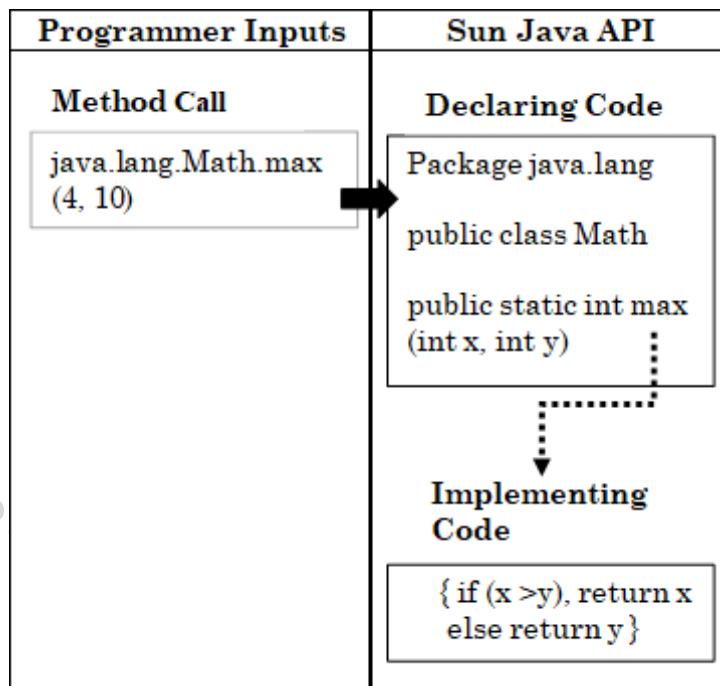 Programmer Inputs
Sun Java API
Method Call
java.lang.Math.max
(4, 10)
Declaring Code
Package java.lang
public class Math
public static int max
(int x, int y)
Implementing
Code
{ if (x >y), return x
else return y }